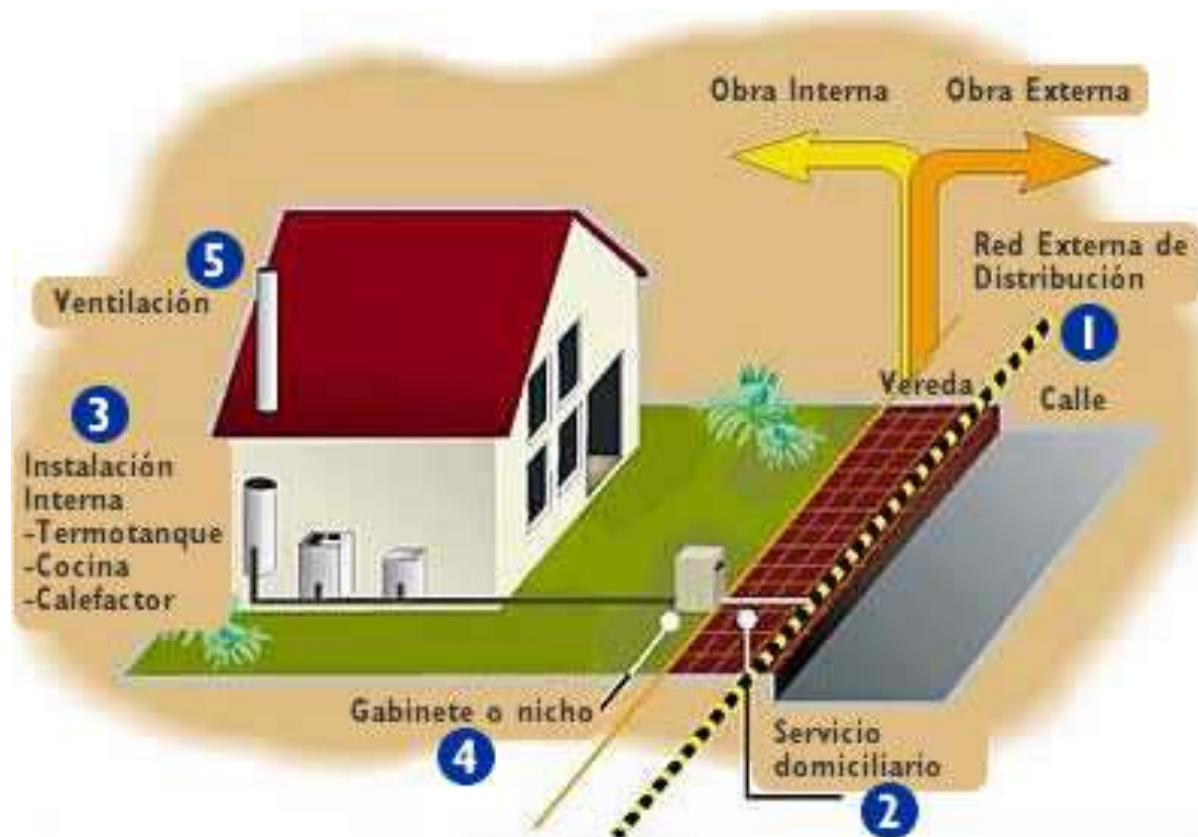 Obra Interna
Obra Externa
Red Externa de
Distribución
1
5
Ventilación
Vereda
Calle
3
Instalación
Interna
-Termotanque
-Cocina
-Calefactor
Gabinete o nicho
4
Servicio
domiciliario
2